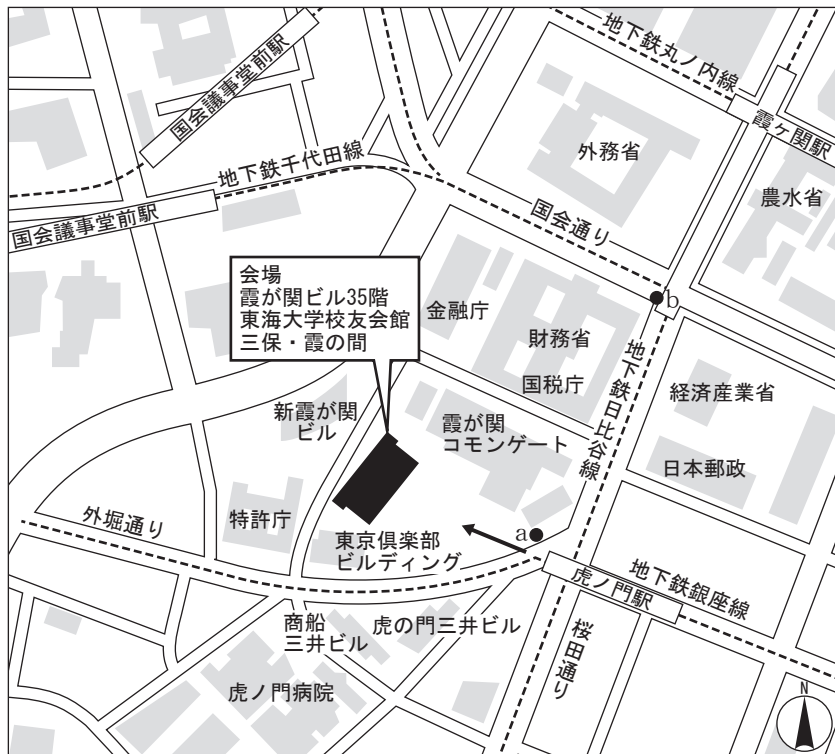 国会議事堂前駅
地下鉄丸ノ内線
霞ヶ関駅
外務省
農水省
地下鉄千代田線
国会議事堂前駅
国会通り
会場
霞が関ビル35階
東海大学校友会館
三保・霞の間
金融庁
財務省
国税庁
b
地下鉄日比谷線
経済産業省
日本郵政
新霞が関
ビル
霞が関
コモンゲート
外堀通り
特許庁
a
東京倶楽部
ビルディング
虎ノ門駅
地下鉄銀座線
桜田通り
商船
三井ビル
虎の門三井ビル
虎ノ門病院
N